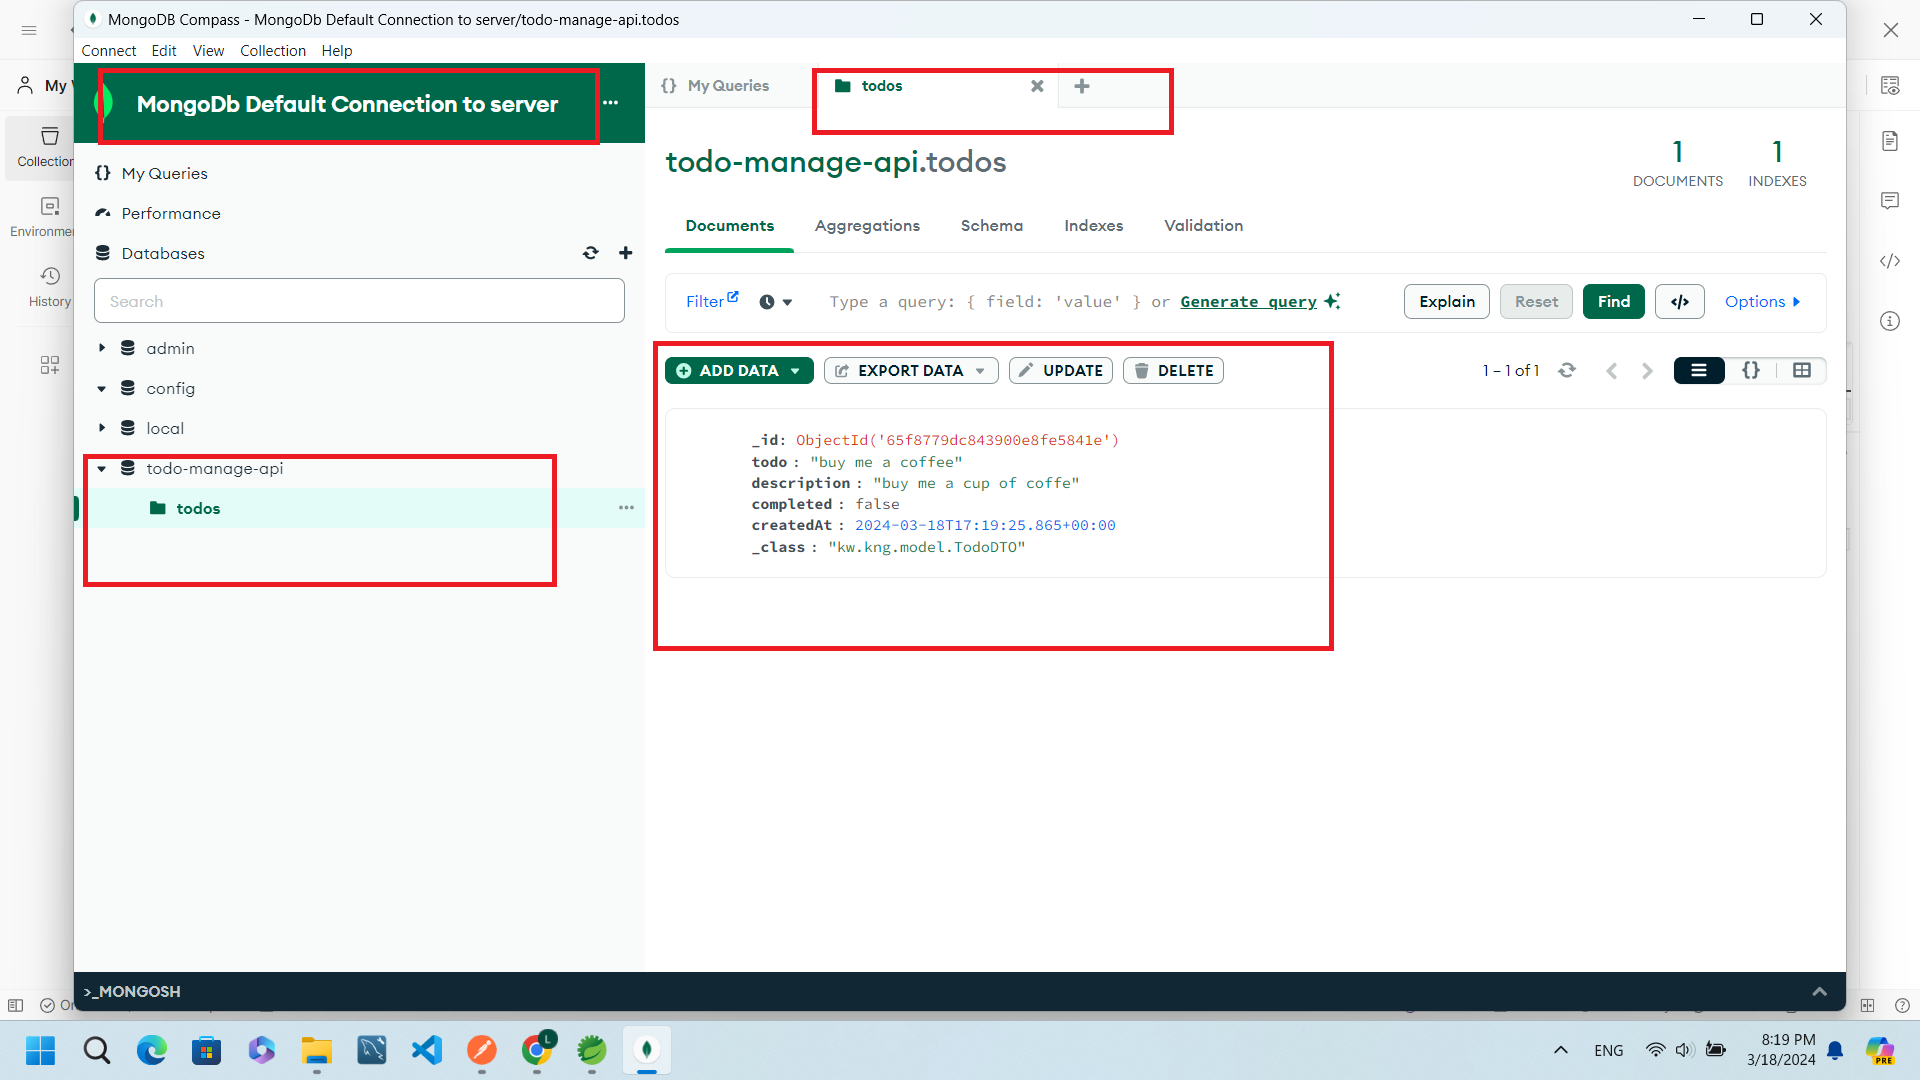 MongoDB Compass - MongoDb Default Connection to server/todo-manage-api.todos
Connect Edit View Collection Help
My
Collection
Environmen
History
MongoDb Default Connection to server
{} My Queries
Performance
Databases
Search
admin
config
local
todo-manage-api
todos
{} My Queries
todos
todo-manage-api.todos
1 DOCUMENTS
1 INDEXES
Documents Aggregations Schema Indexes Validation
Filter Type a query: { field: 'value' } or Generate query Explain Reset Find </> Options
ADD DATA EXPORT DATA UPDATE DELETE 1 – 1 of 1 {}
_id: ObjectId('65f8779dc843900e8fe5841e')
todo : "buy me a coffee"
description : "buy me a cup of coffe"
completed : false
createdAt : 2024-03-18T17:19:25.865+00:00
_class : "kw.kng.model.TodoDTO"
>_MONGOSH
L
ENG
8:19 PM
3/18/2024
PRE